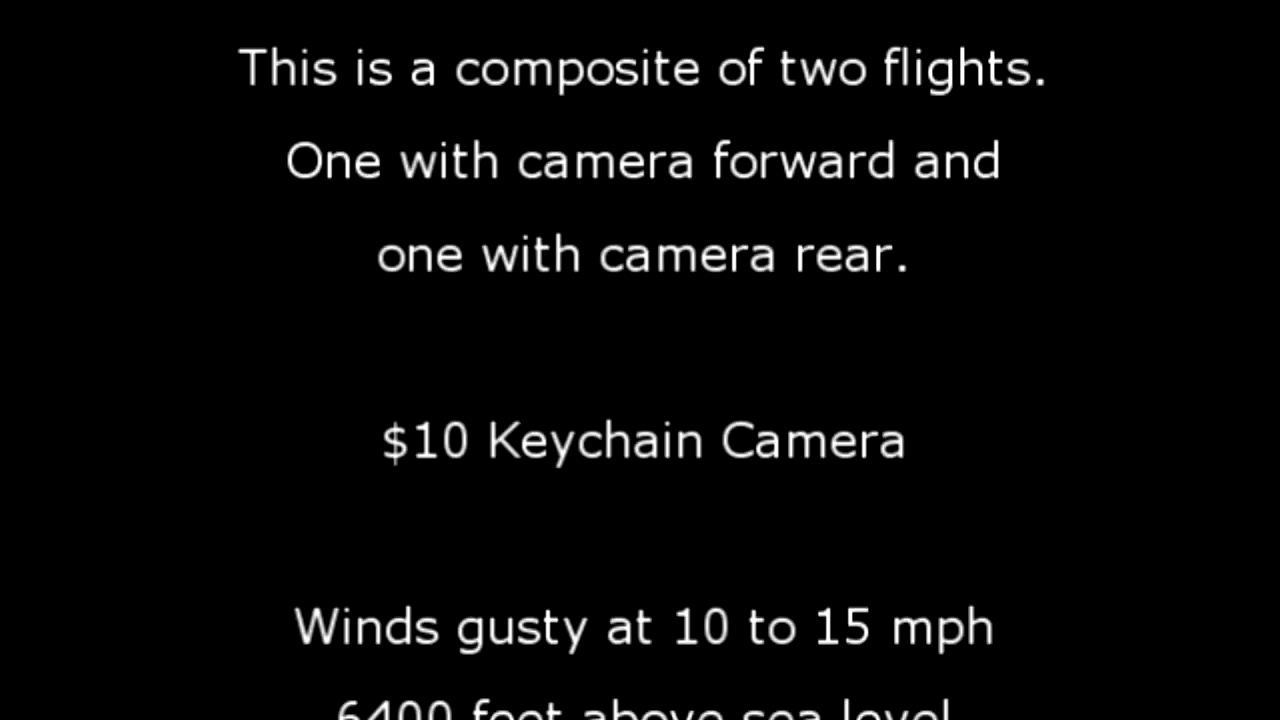 This is a composite of two flights.
One with camera forward and
one with camera rear.
$10 Keychain Camera
Winds gusty at 10 to 15 mph
6400 feet above sea level